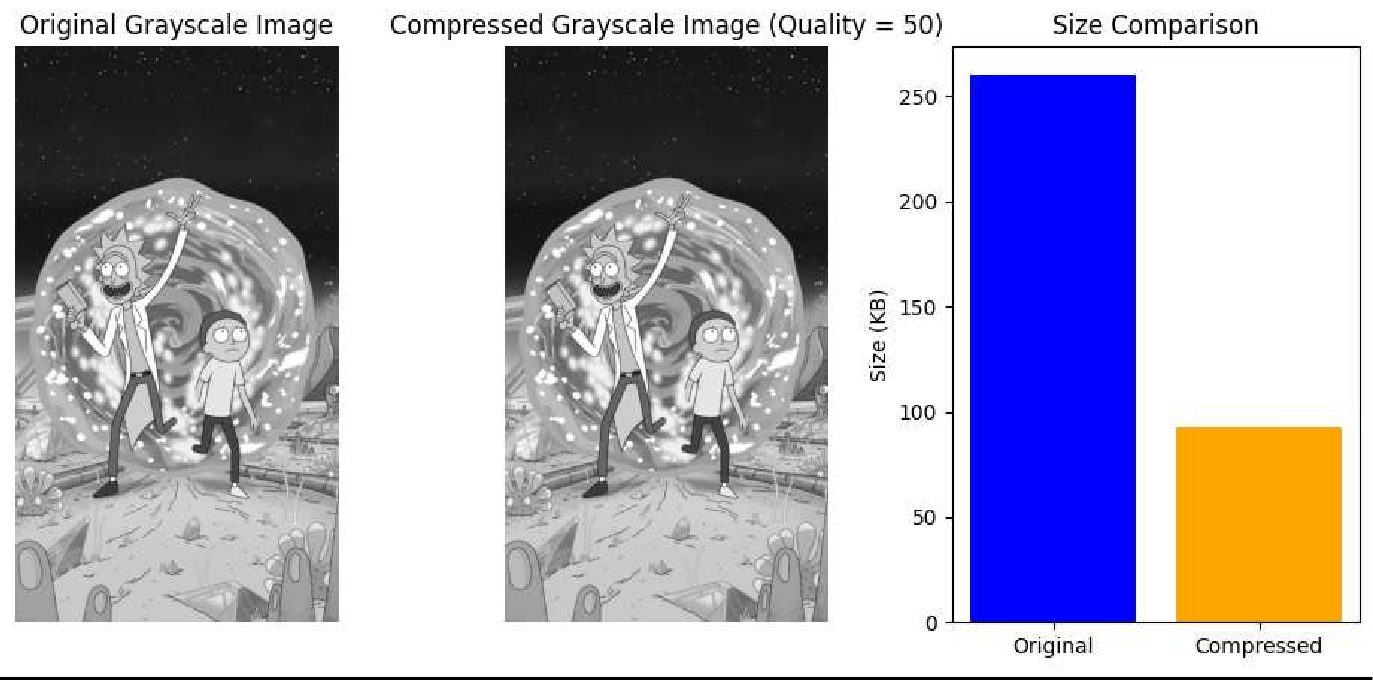 Original Grayscale Image
Compressed Grayscale Image (Quality = 50)
Size Comparison
Size (KB)
250
200
150
100
50
0
Original
Compressed